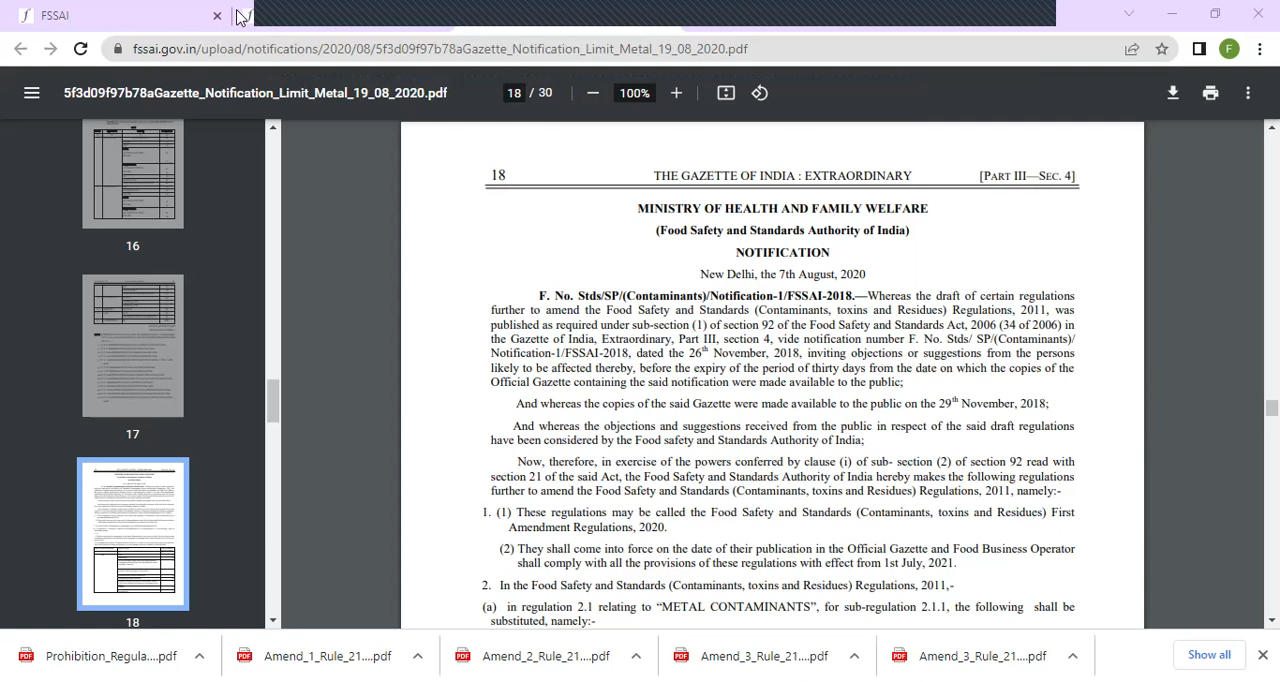 FSSAI
fssai.gov.in/upload/notifications/2020/08/5f3d09f97b78aGazette_Notification_Limit_Metal_19_08_2020.pdf
F
5f3d09f97b78aGazette_Notification_Limit_Metal_19_08_2020.pdf
18 / 30
100%
16
17
18
18 THE GAZETTE OF INDIA : EXTRAORDINARY [PART III—SEC. 4]
MINISTRY OF HEALTH AND FAMILY WELFARE
(Food Safety and Standards Authority of India)
NOTIFICATION
New Delhi, the 7th August, 2020
F. No. Stds/SP/(Contaminants)/Notification-1/FSSAI-2018.—Whereas the draft of certain regulations
further to amend the Food Safety and Standards (Contaminants, toxins and Residues) Regulations, 2011, was
published as required under sub-section (1) of section 92 of the Food Safety and Standards Act, 2006 (34 of 2006) in
the Gazette of India, Extraordinary, Part III, section 4, vide notification number F. No. Stds/ SP/(Contaminants)/
Notification-1/FSSAI-2018, dated the 26th November, 2018, inviting objections or suggestions from the persons
likely to be affected thereby, before the expiry of the period of thirty days from the date on which the copies of the
Official Gazette containing the said notification were made available to the public;
And whereas the copies of the said Gazette were made available to the public on the 29th November, 2018;
And whereas the objections and suggestions received from the public in respect of the said draft regulations
have been considered by the Food safety and Standards Authority of India;
Now, therefore, in exercise of the powers conferred by clause (i) of sub- section (2) of section 92 read with
section 21 of the said Act, the Food Safety and Standards Authority of India hereby makes the following regulations
further to amend the Food Safety and Standards (Contaminants, toxins and Residues) Regulations, 2011, namely:-
1. (1) These regulations may be called the Food Safety and Standards (Contaminants, toxins and Residues) First
Amendment Regulations, 2020.
(2) They shall come into force on the date of their publication in the Official Gazette and Food Business Operator
shall comply with all the provisions of these regulations with effect from 1st July, 2021.
2. In the Food Safety and Standards (Contaminants, toxins and Residues) Regulations, 2011,-
(a) in regulation 2.1 relating to “METAL CONTAMINANTS”, for sub-regulation 2.1.1, the following shall be
substituted, namely:-
Prohibition_Regula....pdf
Amend_1_Rule_21....pdf
Amend_2_Rule_21....pdf
Amend_3_Rule_21....pdf
Amend_3_Rule_21....pdf
Show all